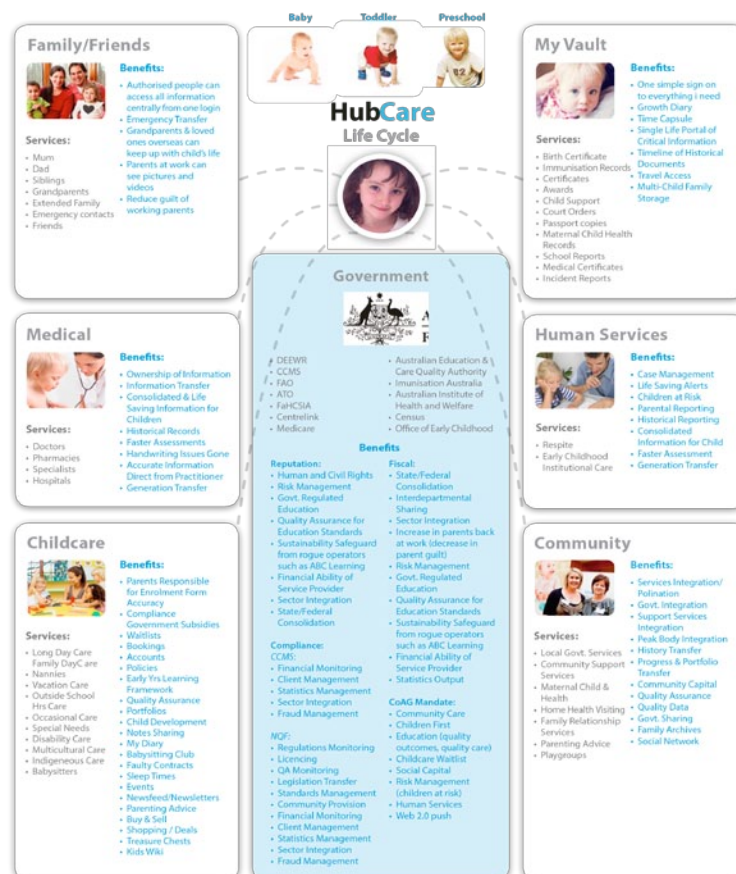 Baby
Toddler
Preschool
HubCare
Life Cycle
Family/Friends
Benefits:
• Authorised people can
access all information
centrally from one login
• Emergency Transfer
• Grandparents & loved
ones overseas can
keep up with child's life
• Parents at work can
see pictures and
videos
• Reduce guilt of
working parents
Services:
• Mum
• Dad
• Siblings
• Grandparents
• Extended Family
• Emergency contacts
• Friends
My Vault
Benefits:
• One simple sign on
to everything i need
• Growth Diary
• Time Capsule
• Single Life Portal of
Critical Information
• Timeline of Historical
Documents
• Travel Access
• Multi-Child Family
Storage
Services:
• Birth Certificate
• Immunisation Records
• Certificates
• Awards
• Child Support
• Court Orders
• Passport copies
• Maternal Child Health
Records
• School Reports
• Medical Certificates
• Incident Reports
Medical
Benefits:
• Ownership of Information
• Information Transfer
• Consolidated & Life
Saving Information for
Children
• Historical Records
• Faster Assessments
• Handwriting Issues Gone
• Accurate Information
Direct from Practitioner
• Generation Transfer
Services:
• Doctors
• Pharmacies
• Specialists
• Hospitals
Government
• DEEWR
• CCMS
• FAO
• ATO
• FaHCSIA
• Centrelink
• Medicare
• Australian Education &
Care Quality Authority
• Imunisation Australia
• Australian Institute of
Health and Welfare
• Census
• Office of Early Childhood
Benefits
Reputation:
• Human and Civil Rights
• Risk Management
• Govt. Regulated
Education
• Quality Assurance for
Education Standards
• Sustainability Safeguard
from rogue operators
such as ABC Learning
• Financial Ability of
Service Provider
• Sector Integration
• State/Federal
Consolidation
Compliance:
CCMS:
• Financial Monitoring
• Client Management
• Statistics Management
• Sector Integration
• Fraud Management
NQF:
• Regulations Monitoring
• Licencing
• QA Monitoring
• Legislation Transfer
• Standards Management
• Community Provision
• Financial Monitoring
• Client Management
• Statistics Management
• Sector Integration
• Fraud Management
Fiscal:
• State/Federal
Consolidation
• Interdepartmental
Sharing
• Sector Integration
• Increase in parents back
at work (decrease in
parent guilt)
• Risk Management
• Govt. Regulated
Education
• Quality Assurance for
Education Standards
• Sustainability Safeguard
from rogue operators
such as ABC Learning
• Financial Ability of
Service Provider
• Statistics Output
CoAG Mandate:
• Community Care
• Children First
• Education (quality
outcomes, quality care)
• Childcare Waitlist
• Social Capital
• Risk Management
(children at risk)
• Human Services
• Web 2.0 push
Human Services
Benefits:
• Case Management
• Life Saving Alerts
• Children at Risk
• Parental Reporting
• Historical Reporting
• Consolidated
Information for Child
• Faster Assessment
• Generation Transfer
Services:
• Respite
• Early Childhood
Institutional Care
Childcare
Benefits:
• Parents Responsible
for Enrolment Form
Accuracy
• Compliance
Government Subsidies
• Waitlists
• Bookings
• Accounts
• Policies
• Early Yrs Learning
Framework
• Quality Assurance
• Portfolios
• Child Development
• Notes Sharing
• My Diary
• Babysitting Club
• Faulty Contracts
• Sleep Times
• Events
• Newsfeed/Newsletters
• Parenting Advice
• Buy & Sell
• Shopping / Deals
• Treasure Chests
• Kids Wiki
Services:
• Long Day Care
Family DayC are
• Nannies
• Vacation Care
• Outside School
Hrs Care
• Occasional Care
• Special Needs
• Disability Care
• Multicultural Care
• Indigeneous Care
• Babysitters
Community
Benefits:
• Services Integration/
Polination
• Govt. Integration
• Support Services
Integration
• Peak Body Integration
• History Transfer
• Progress & Portfolio
Transfer
• Community Capital
• Quality Assurance
• Quality Data
• Govt. Sharing
• Family Archives
• Social Network
Services:
• Local Govt. Services
• Community Support
Services
• Maternal Child &
Health
• Home Health Visiting
• Family Relationship
Services
• Parenting Advice
• Playgroups